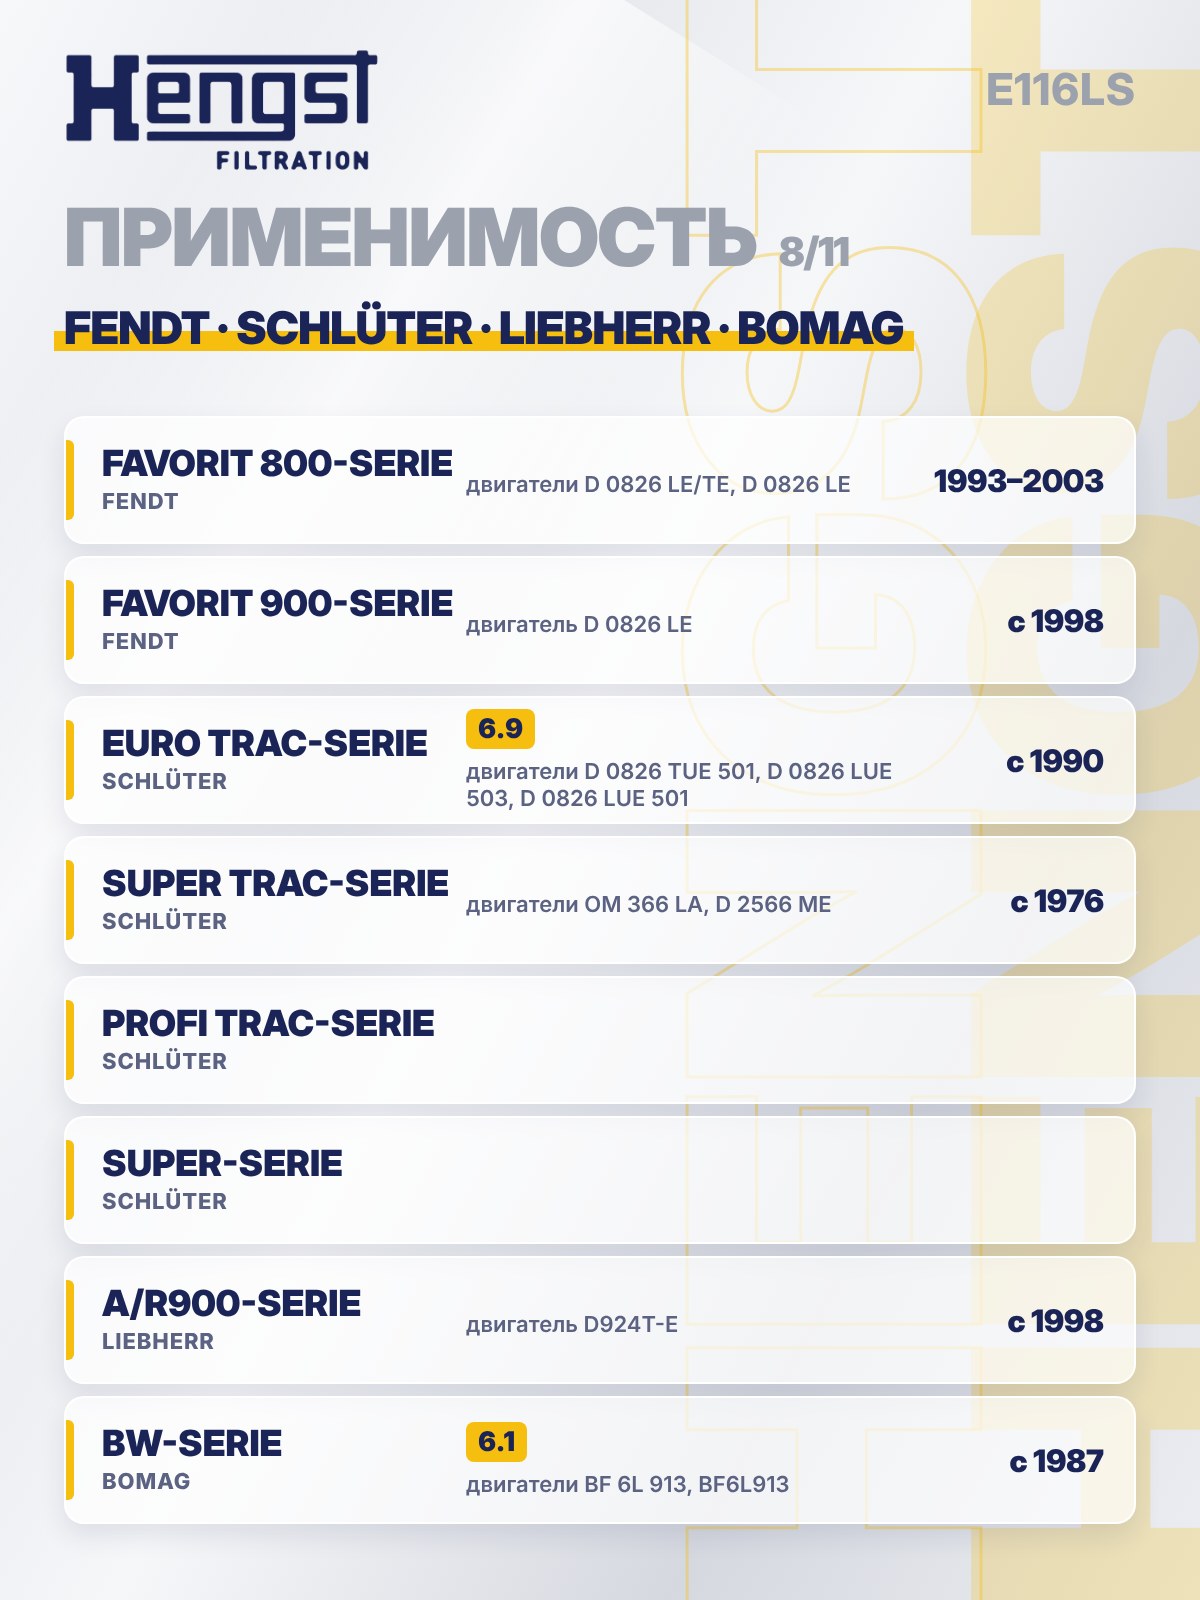 Hengst
FILTRATION
E116LS
ПРИМЕНИМОСТЬ 8/11
FENDT · SCHLÜTER · LIEBHERR · BOMAG
FAVORIT 800-SERIE
FENDT
двигатели D 0826 LE/TE, D 0826 LE
1993–2003
FAVORIT 900-SERIE
FENDT
двигатель D 0826 LE
с 1998
EURO TRAC-SERIE
SCHLÜTER
6.9
двигатели D 0826 TUE 501, D 0826 LUE
503, D 0826 LUE 501
с 1990
SUPER TRAC-SERIE
SCHLÜTER
двигатели OM 366 LA, D 2566 ME
с 1976
PROFI TRAC-SERIE
SCHLÜTER
SUPER-SERIE
SCHLÜTER
A/R900-SERIE
LIEBHERR
двигатель D924T-E
с 1998
BW-SERIE
BOMAG
6.1
двигатели BF 6L 913, BF6L913
с 1987
HENGST
HENGST